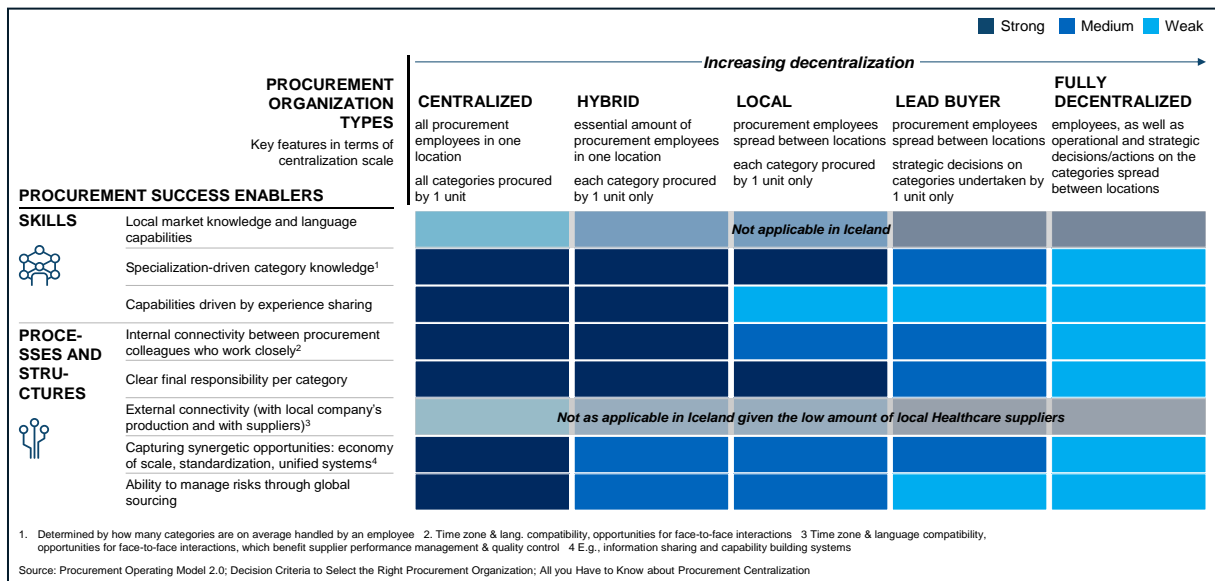 Strong Medium Weak
Increasing decentralization
PROCUREMENT
ORGANIZATION
TYPES
Key features in terms of
centralization scale
CENTRALIZED
all procurement
employees in one
location
all categories procured
by 1 unit
HYBRID
essential amount of
procurement employees
in one location
each category procured
by 1 unit only
LOCAL
procurement employees
spread between locations
each category procured
by 1 unit only
LEAD BUYER
procurement employees
spread between locations
strategic decisions on
categories undertaken by
1 unit only
FULLY
DECENTRALIZED
employees, as well as
operational and strategic
decisions/actions on the
categories spread
between locations
PROCUREMENT SUCCESS ENABLERS
SKILLS
Local market knowledge and language
capabilities
Not applicable in Iceland
Specialization-driven category knowledge¹
Capabilities driven by experience sharing
PROCE-
SSES AND
STRU-
CTURES
Internal connectivity between procurement
colleagues who work closely²
Clear final responsibility per category
External connectivity (with local company's
production and with suppliers)³
Not as applicable in Iceland given the low amount of local Healthcare suppliers
Capturing synergetic opportunities: economy
of scale, standardization, unified systems⁴
Ability to manage risks through global
sourcing
1. Determined by how many categories are on average handled by an employee 2. Time zone & lang. compatibility, opportunities for face-to-face interactions 3 Time zone & language compatibility,
opportunities for face-to-face interactions, which benefit supplier performance management & quality control 4 E.g., information sharing and capability building systems
Source: Procurement Operating Model 2.0; Decision Criteria to Select the Right Procurement Organization; All you Have to Know about Procurement Centralization